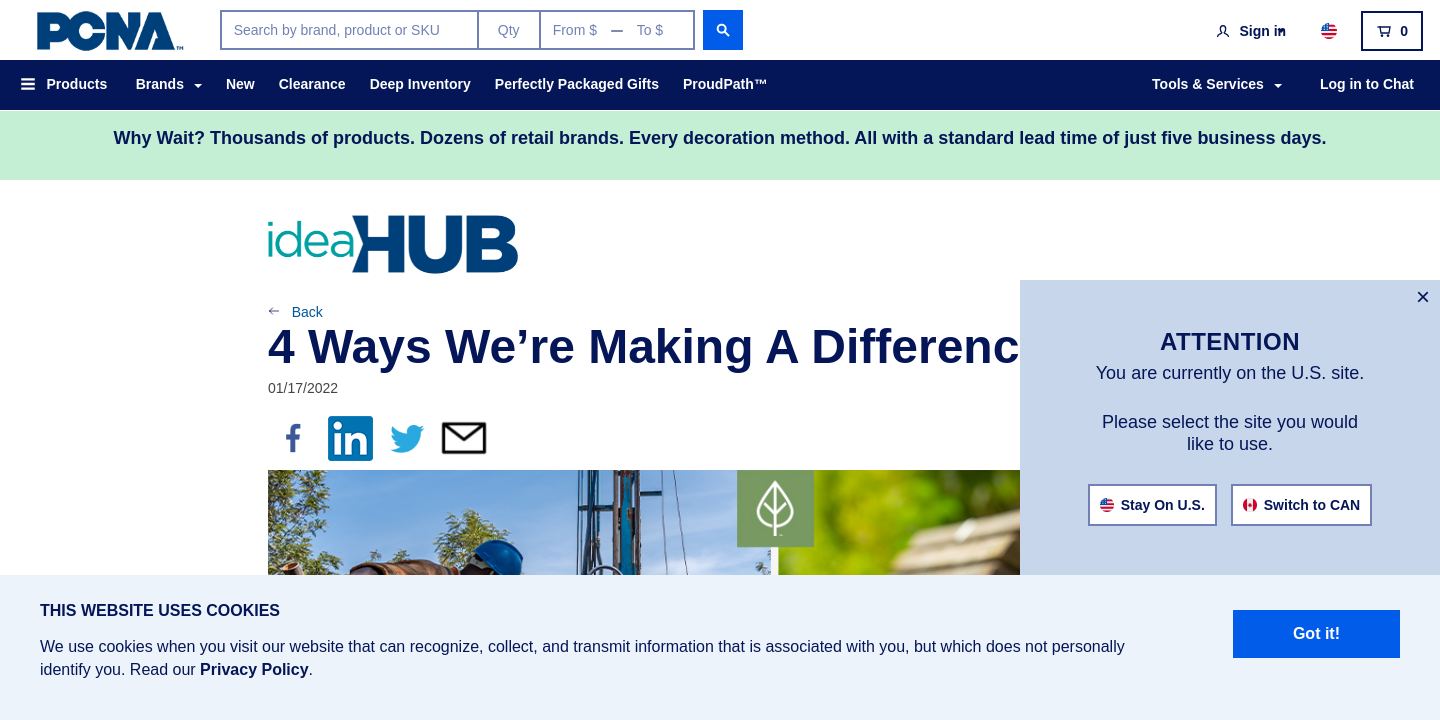 PCNA™
Search by brand, product or SKU
Qty
From $ — To $
Sign in
0
Products
Brands
New
Clearance
Deep Inventory
Perfectly Packaged Gifts
ProudPath™
Tools & Services
Log in to Chat
Why Wait? Thousands of products. Dozens of retail brands. Every decoration method. All with a standard lead time of just five business days.
ideaHUB
Back
4 Ways We’re Making A Differenc
01/17/2022
f
in
×
ATTENTION
You are currently on the U.S. site.
Please select the site you would
like to use.
Stay On U.S.
Switch to CAN
THIS WEBSITE USES COOKIES
We use cookies when you visit our website that can recognize, collect, and transmit information that is associated with you, but which does not personally
identify you. Read our Privacy Policy.
Got it!